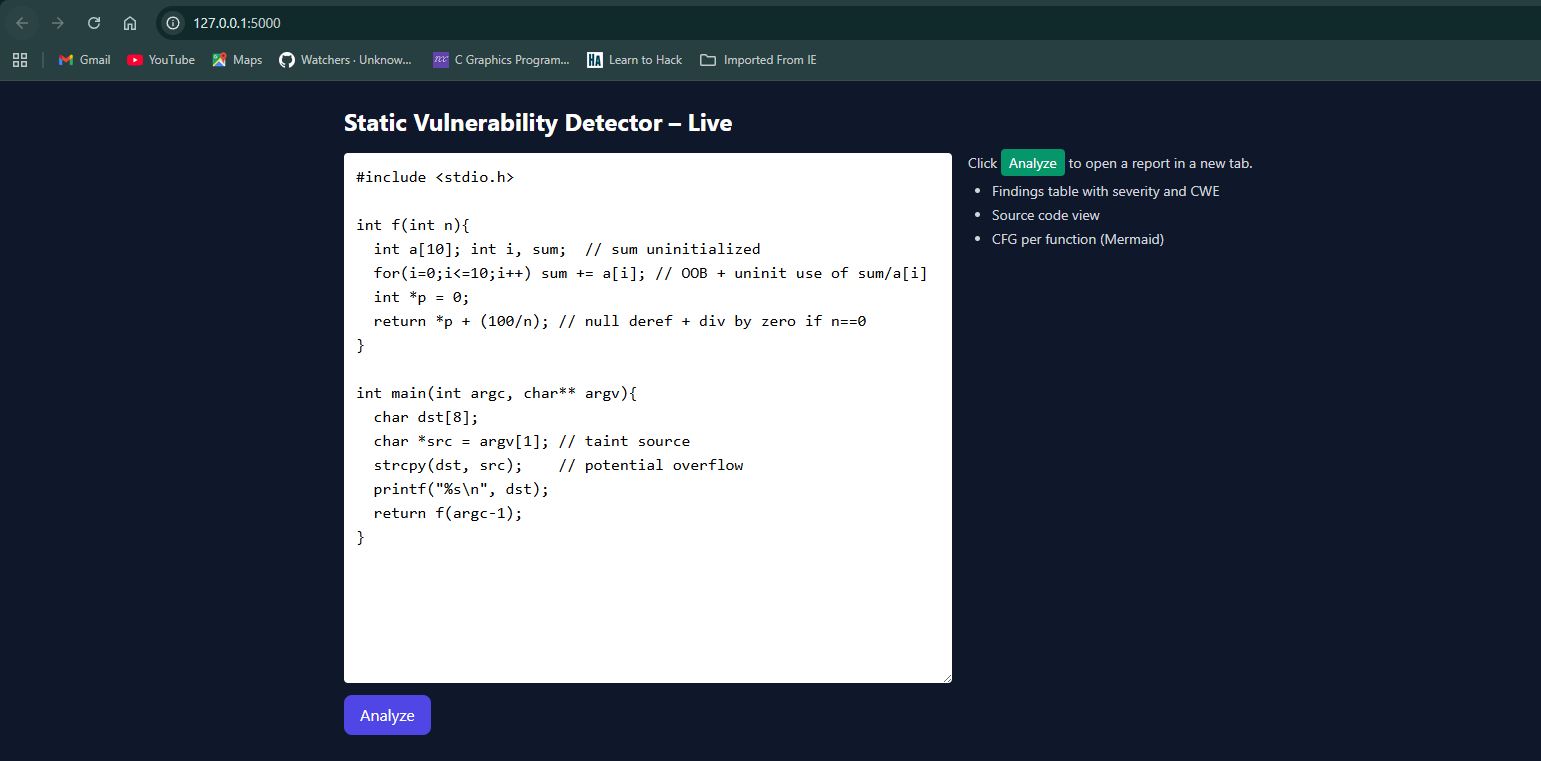 127.0.0.1:5000
Gmail YouTube Maps Watchers · Unknow... C Graphics Program... Learn to Hack Imported From IE
Static Vulnerability Detector – Live
#include <stdio.h>
int f(int n){
  int a[10]; int i, sum;  // sum uninitialized
  for(i=0;i<=10;i++) sum += a[i]; // OOB + uninit use of sum/a[i]
  int *p = 0;
  return *p + (100/n); // null deref + div by zero if n==0
}
int main(int argc, char** argv){
  char dst[8];
  char *src = argv[1]; // taint source
  strcpy(dst, src);    // potential overflow
  printf("%s\n", dst);
  return f(argc-1);
}
Analyze
Click Analyze to open a report in a new tab.
Findings table with severity and CWE
Source code view
CFG per function (Mermaid)